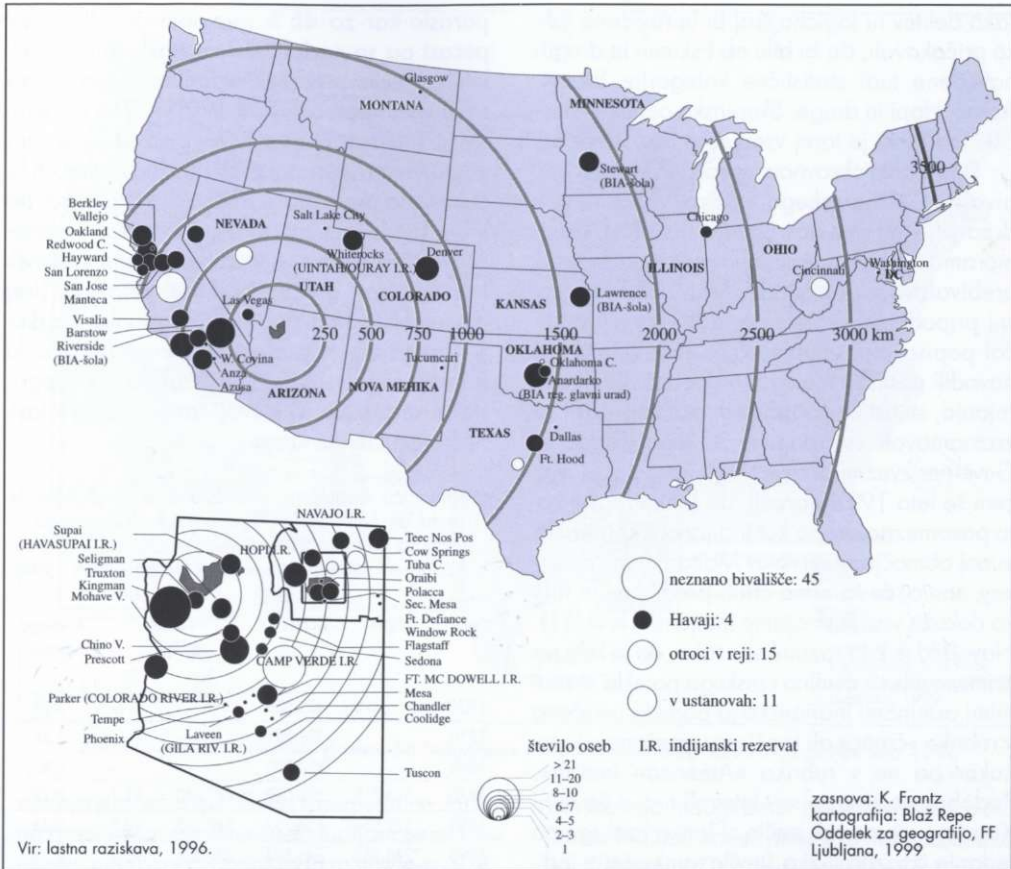 Glasgow
MONTANA
MINNESOTA
3500
Stewart
(BIA-šola)
Berkley
Vallejo
Oakland
Redwood C.
Hayward
San Lorenzo
San Jose
Manteca
Visalia
Barstow
Riverside
(BIA-šola)
NEVADA
Salt Lake City
Whiterocks
(UINTAH/OURAY I.R.)
Denver
Chicago
OHIO
Washington
DC
Cincinnati
ILLINOIS
UTAH
COLORADO
KANSAS
Lawrence
(BIA-šola)
Las Vegas
250
500
1000
1500
2000
2500
3000 km
OKLAHOMA
Oklahoma C.
Anardarko
(BIA reg. glavni urad)
W. Covina
Anza
Azusa
ARIZONA
NOVA MEHIKA
Tucumcari
TEXAS
Dallas
Ft. Hood
NAVAJO I.R.
HOPI I.R.
Supai
(HAVASUPAI I.R.)
Seligman
Truxton
Kingman
Mohave V.
Chino V.
Prescott
Parker (COLORADO RIVER I.R.)
Tempe
Phoenix
Laveen
(GILA RIV. I.R.)
CAMP VERDE I.R.
Teec Nos Pos
Cow Springs
Tuba C.
Oraibi
Polacca
Sec. Mesa
Ft. Defiance
Window Rock
Flagstaff
Sedona
FT. MC DOWELL I.R.
Mesa
Chandler
Coolidge
Tuscon
neznano bivališče: 45
Havaji: 4
otroci v reji: 15
v ustanovah: 11
število oseb
I.R. indijanski rezervat
> 21
11–20
8–10
6–7
4–5
2–3
1
zasnova: K. Frantz
kartografija: Blaž Repe
Oddelek za geografijo, FF
Ljubljana, 1999
Vir: lastna raziskava, 1996.